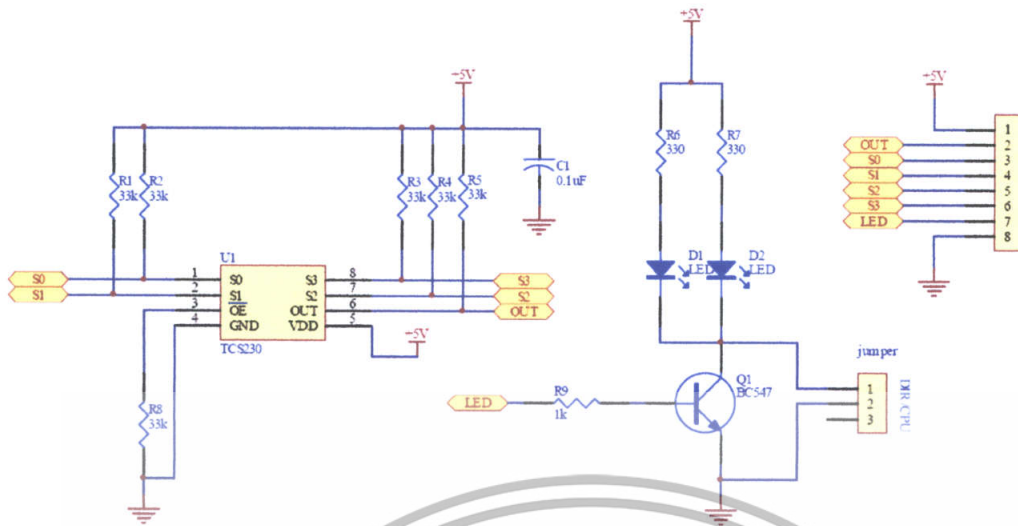 +5V
R1
33k
R2
33k
R3
33k
R4
33k
R5
33k
C1
0.1uF
S0
S1
U1
1
2
3
4
S0
S1
OE
GND
S3
S2
OUT
VDD
8
7
6
5
TCS230
S3
S2
OUT
+5V
R8
33k
+5V
R6
330
R7
330
D1
LED
D2
LED
LED
R9
1k
Q1
BC547
jumper
1
2
3
DIR CPU
+5V
OUT
S0
S1
S2
S3
LED
1
2
3
4
5
6
7
8